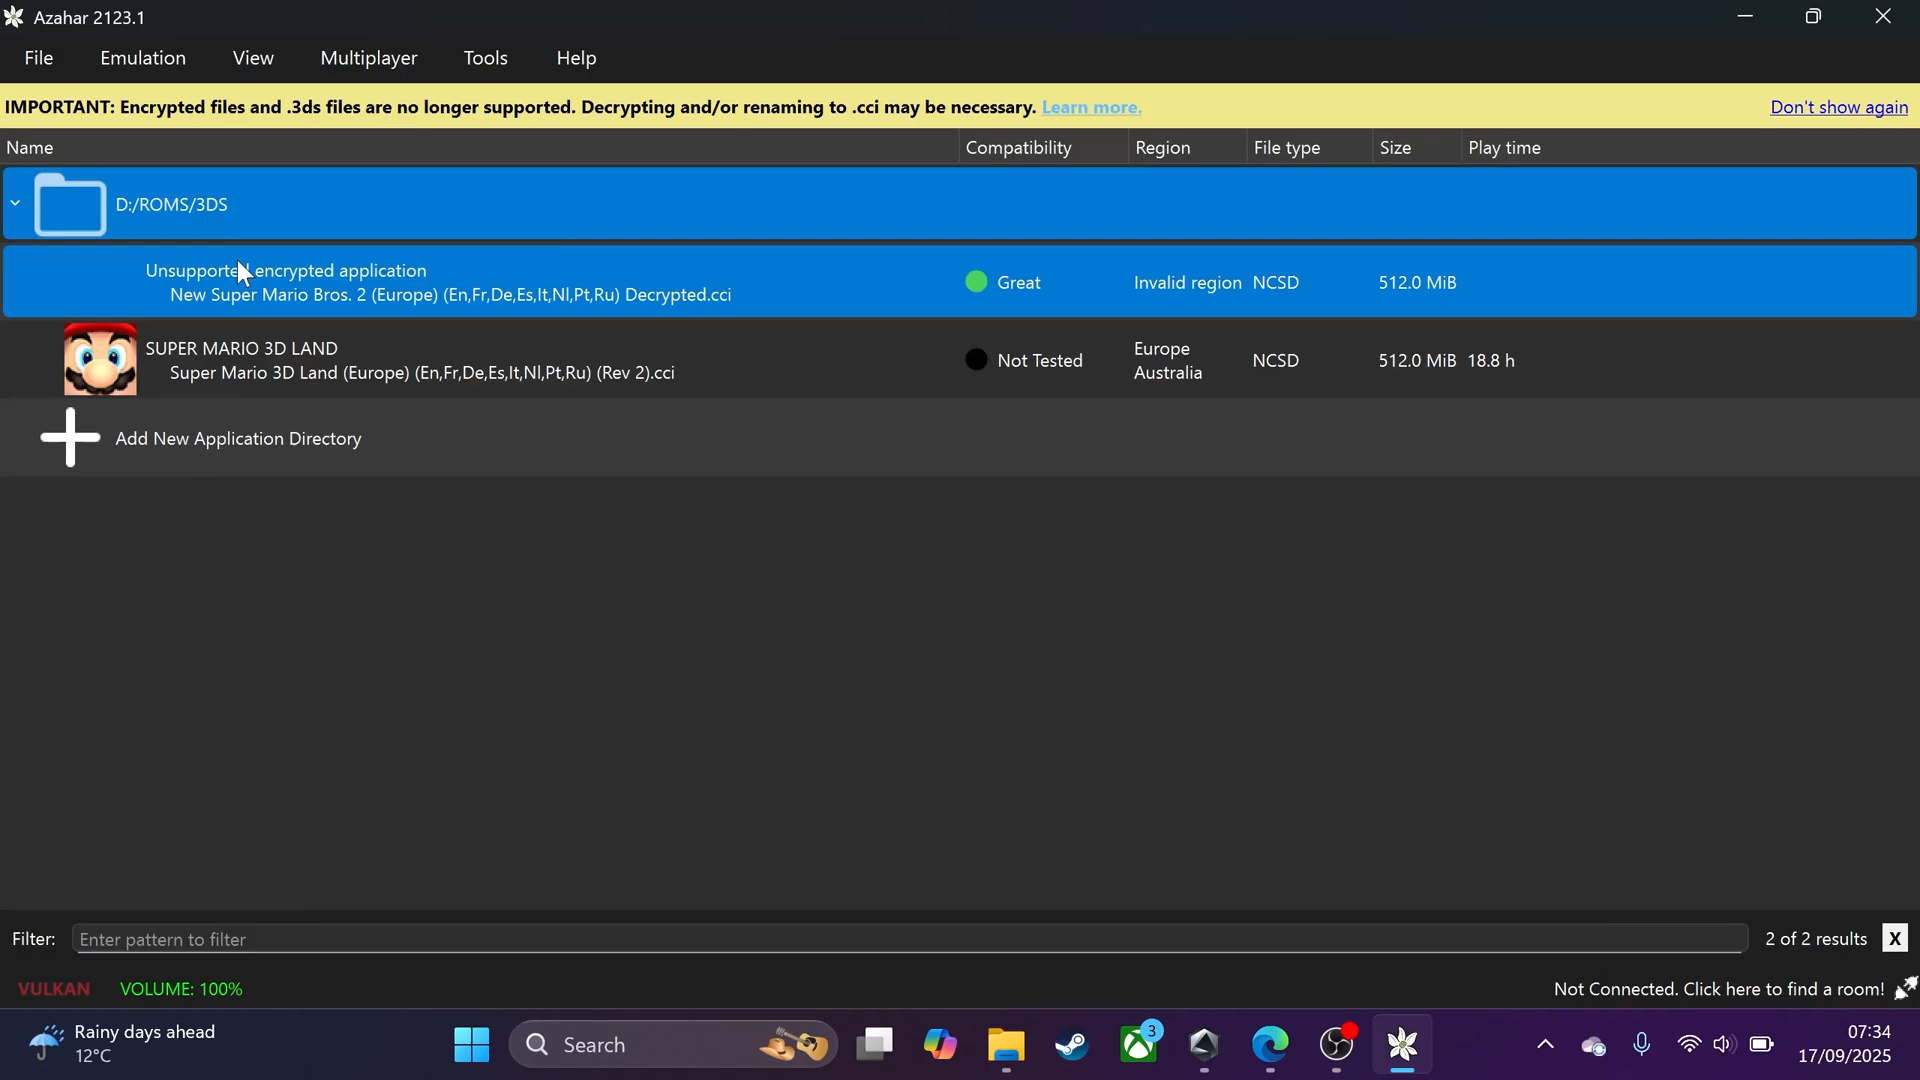 Azahar 2123.1
File Emulation View Multiplayer Tools Help
IMPORTANT: Encrypted files and .3ds files are no longer supported. Decrypting and/or renaming to .cci may be necessary. Learn more. Don't show again
Name Compatibility Region File type Size Play time
D:/ROMS/3DS
Unsupported encrypted application
New Super Mario Bros. 2 (Europe) (En,Fr,De,Es,It,Nl,Pt,Ru) Decrypted.cci Great Invalid region NCSD 512.0 MiB
SUPER MARIO 3D LAND
Super Mario 3D Land (Europe) (En,Fr,De,Es,It,Nl,Pt,Ru) (Rev 2).cci Not Tested Europe
Australia NCSD 512.0 MiB 18.8 h
Add New Application Directory
Filter: Enter pattern to filter 2 of 2 results X
VULKAN VOLUME: 100% Not Connected. Click here to find a room!
Rainy days ahead
12°C
Search
3
07:34
17/09/2025